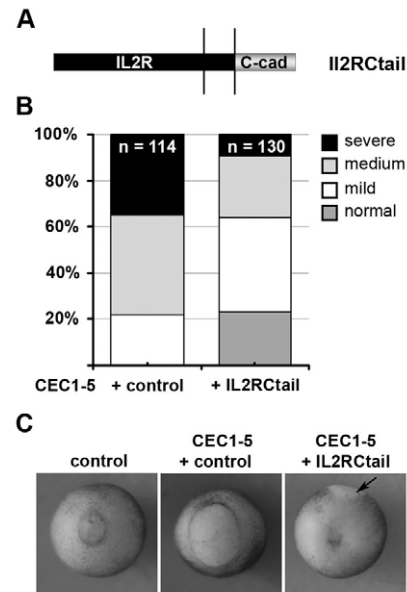 A
IL2R C-cad Il2RCtail
B
100%
80%
60%
40%
20%
n = 114 n = 130
severe
medium
mild
normal
CEC1-5 + control + IL2RCtail
C
control
CEC1-5
+ control
CEC1-5
+ IL2RCtail